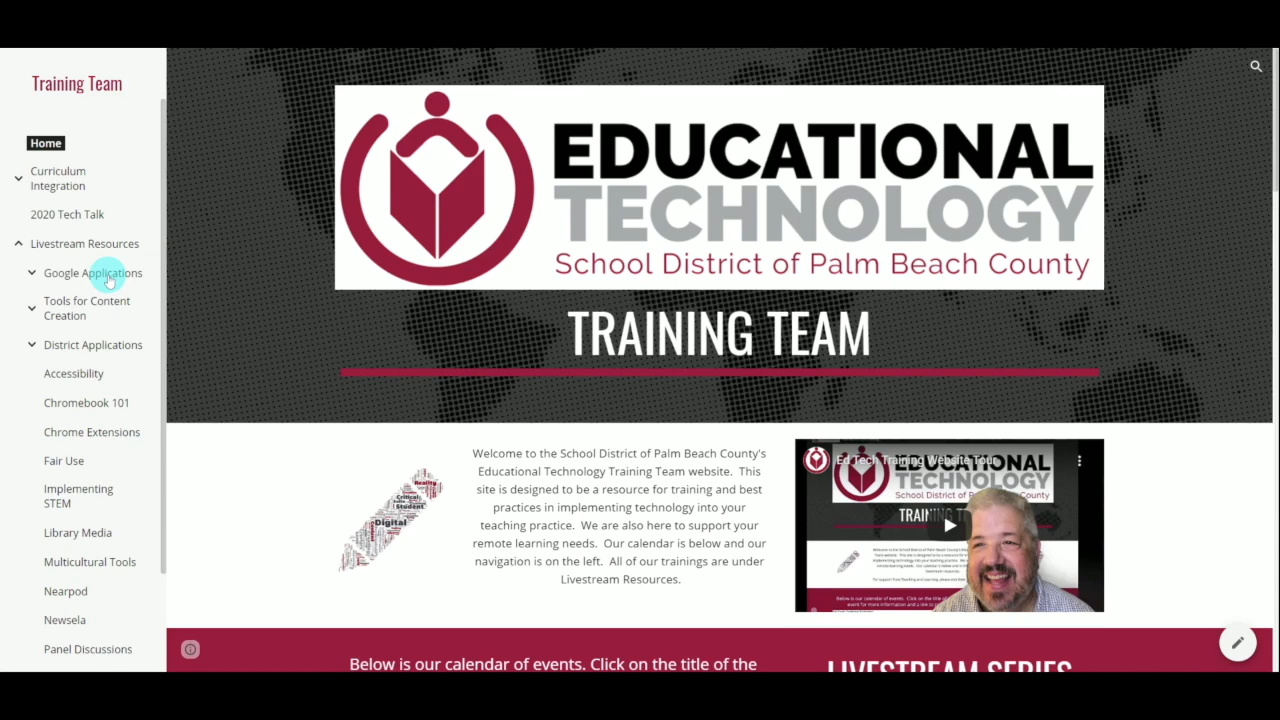 Training Team
Home
Curriculum
Integration
2020 Tech Talk
Livestream Resources
Google Applications
Tools for Content
Creation
District Applications
Accessibility
Chromebook 101
Chrome Extensions
Fair Use
Implementing
STEM
Library Media
Multicultural Tools
Nearpod
Newsela
Panel Discussions
EDUCATIONAL
TECHNOLOGY
School District of Palm Beach County
TRAINING TEAM
Reality
Critical
Student
Digital
Welcome to the School District of Palm Beach County's
Educational Technology Training Team website. This
site is designed to be a resource for training and best
practices in implementing technology into your
teaching practice. We are also here to support your
remote learning needs. Our calendar is below and our
navigation is on the left. All of our trainings are under
Livestream Resources.
Ed Tech Training Website Tour
Below is our calendar of events. Click on the title of the
LIVESTREAM SERIES